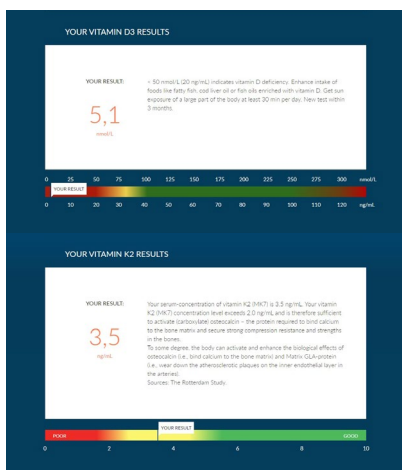 YOUR VITAMIN D3 RESULTS
YOUR RESULT:
5,1
nmol/L
< 50 nmol/L (20 ng/mL) indicates vitamin D deficiency. Enhance intake of
foods like fatty fish, cod liver oil or fish oils enriched with vitamin D. Get sun
exposure of a large part of the body at least 30 min per day. New test within
3 months.
0 25 50 75 100 125 150 175 200 225 250 275 300 nmol/L
YOUR RESULT
0 10 20 30 40 50 60 70 80 90 100 110 120 ng/mL
YOUR VITAMIN K2 RESULTS
YOUR RESULT:
3,5
ng/mL
Your serum-concentration of vitamin K2 (MK7) is 3.5 ng/mL. Your vitamin
K2 (MK7) concentration level exceeds 2.0 ng/mL and is therefore sufficient
to activate (carboxylate) osteocalcin – the protein required to bind calcium
to the bone matrix and secure strong compression resistance and strengths
in the bones.
To some degree, the body can activate and enhance the biological effects of
osteocalcin (i.e., bind calcium to the bone matrix) and Matrix GLA-protein
(i.e., wear down the atherosclerotic plaques on the inner endothelial layer in
the arteries).
Sources: The Rotterdam Study.
YOUR RESULT
POOR GOOD
0 2 4 6 8 10